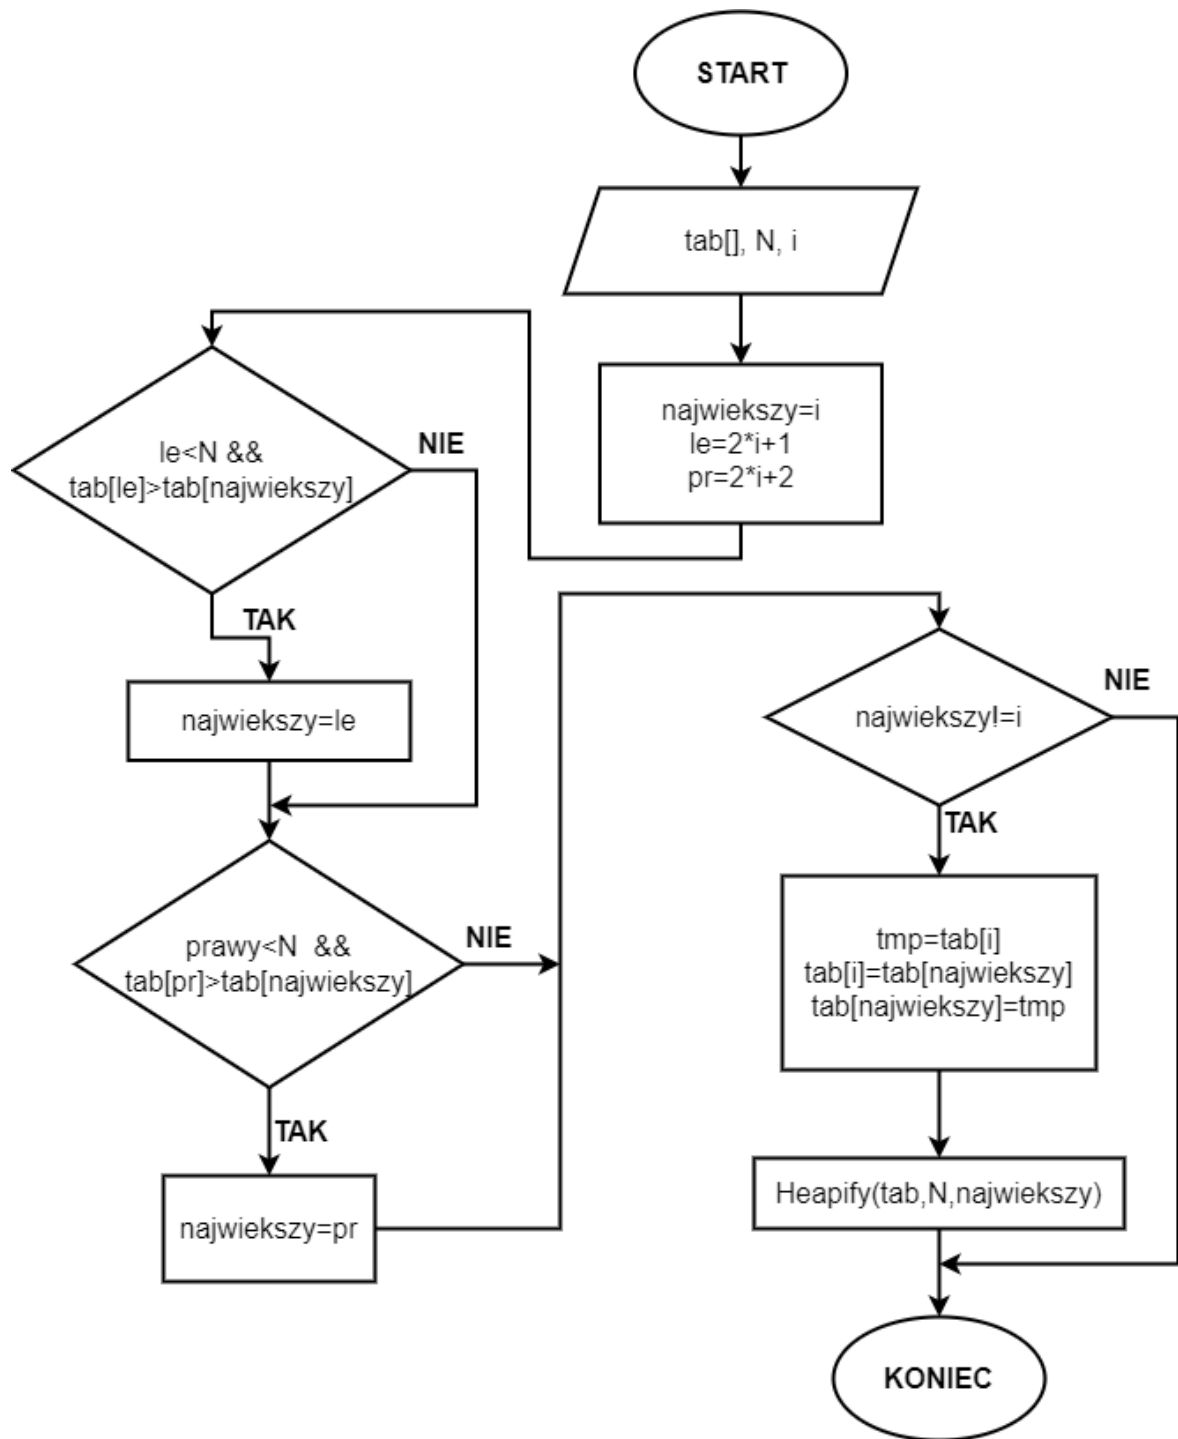 START
tab[], N, i
najwiekszy=i
le=2*i+1
pr=2*i+2
le<N &&
tab[le]>tab[najwiekszy]
NIE
TAK
najwiekszy=le
prawy<N  &&
tab[pr]>tab[najwiekszy]
NIE
TAK
najwiekszy=pr
najwiekszy!=i
NIE
TAK
tmp=tab[i]
tab[i]=tab[najwiekszy]
tab[najwiekszy]=tmp
Heapify(tab,N,najwiekszy)
KONIEC